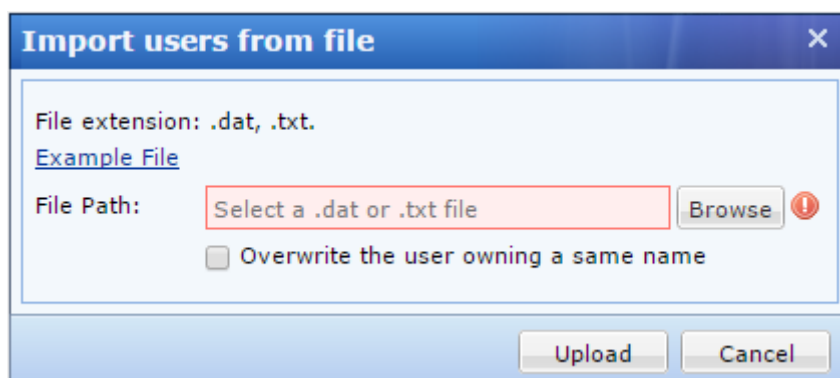 Import users from file
File extension: .dat, .txt.
Example File
File Path: Select a .dat or .txt file Browse
Overwrite the user owning a same name
Upload Cancel